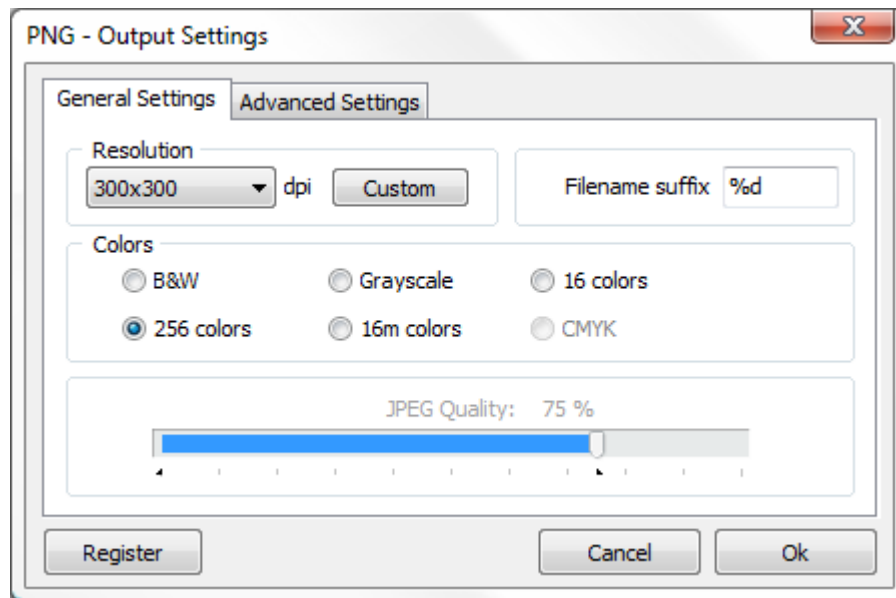 PNG - Output Settings
General Settings
Advanced Settings
Resolution
300x300 dpi Custom
Filename suffix %d
Colors
B&W Grayscale 16 colors
256 colors 16m colors CMYK
JPEG Quality: 75 %
Register Cancel Ok